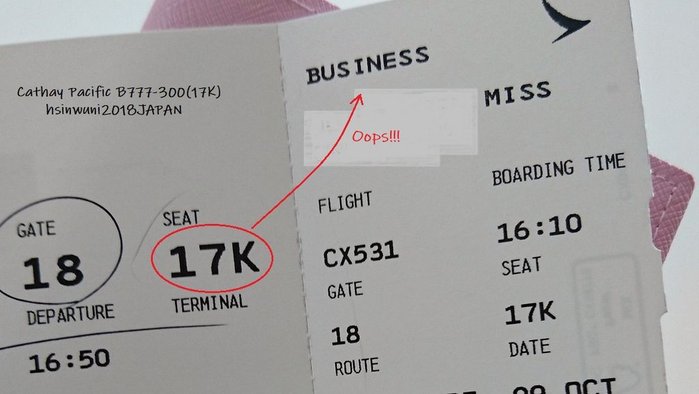 Cathay Pacific B777-300(17K)
hsinwuni2018JAPAN
GATE
18
SEAT
17K
DEPARTURE
16:50
TERMINAL
BUSINESS
Oops!!!
MISS
FLIGHT
CX531
BOARDING TIME
16:10
GATE
18
SEAT
17K
ROUTE
DATE
OCT